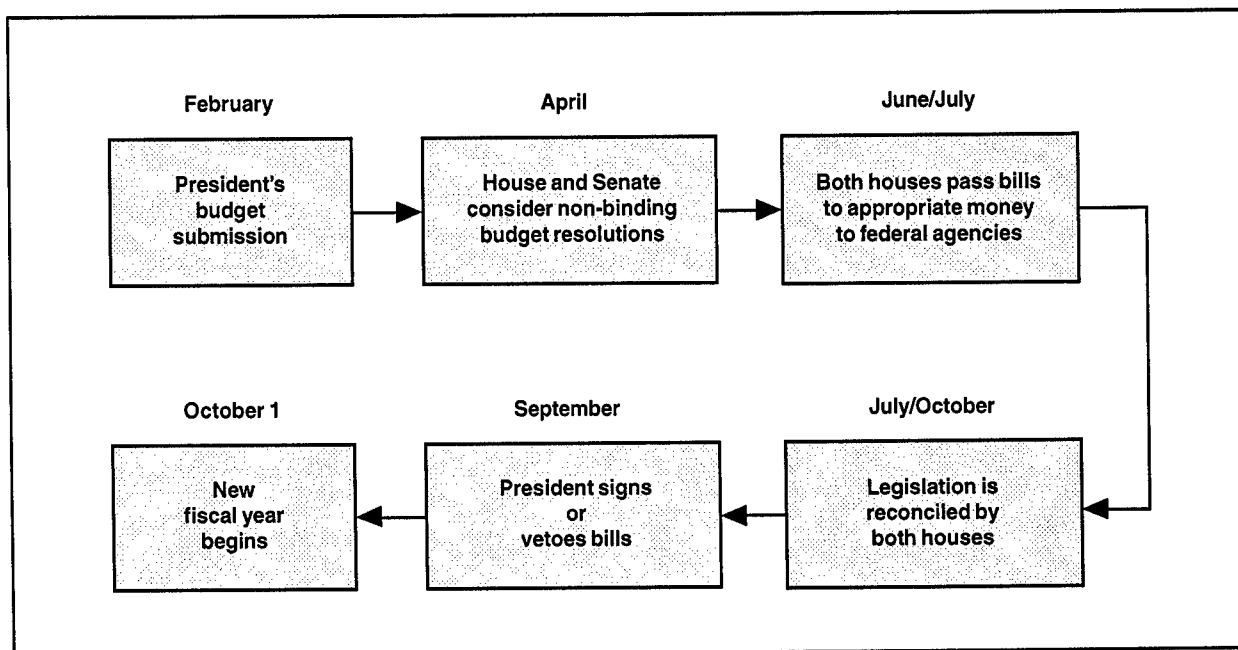 February
President's
budget
submission
April
House and Senate
consider non-binding
budget resolutions
June/July
Both houses pass bills
to appropriate money
to federal agencies
July/October
Legislation is
reconciled by
both houses
September
President signs
or
vetoes bills
October 1
New
fiscal year
begins